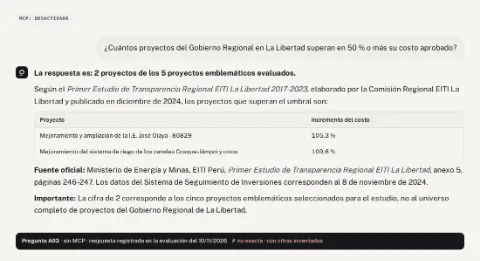 MCP: DESACTIVADO
¿Cuántos proyectos del Gobierno Regional en La Libertad superan en 50 % o más su costo aprobado?
La respuesta es: 2 proyectos de los 5 proyectos emblemáticos evaluados.
Según el Primer Estudio de Transparencia Regional EITI La Libertad 2017-2023, elaborado por la Comisión Regional EITI La
Libertad y publicado en diciembre de 2024, los proyectos que superan el umbral son:
Proyecto Incremento del costo
Mejoramiento y ampliación de la I.E. José Olaya - 80829 105,3 %
Mejoramiento del sistema de riego de los canales y otros
Fuente oficial: Ministerio de Energía y Minas, EITI Perú, Primer Estudio de Transparencia Regional EITI La Libertad, anexo 5,
páginas 246-247. Los datos del Sistema de Seguimiento de Inversiones corresponden al 8 de noviembre de 2024.
Importante: La cifra de 2 corresponde a los cinco proyectos emblemáticos seleccionados para el estudio, no al universo
completo de proyectos del Gobierno Regional de La Libertad.
Pregunta A03 · sin MCP · respuesta registrada en la evaluación del 10/11/2026 ✗ no exacta · con cifras inventadas